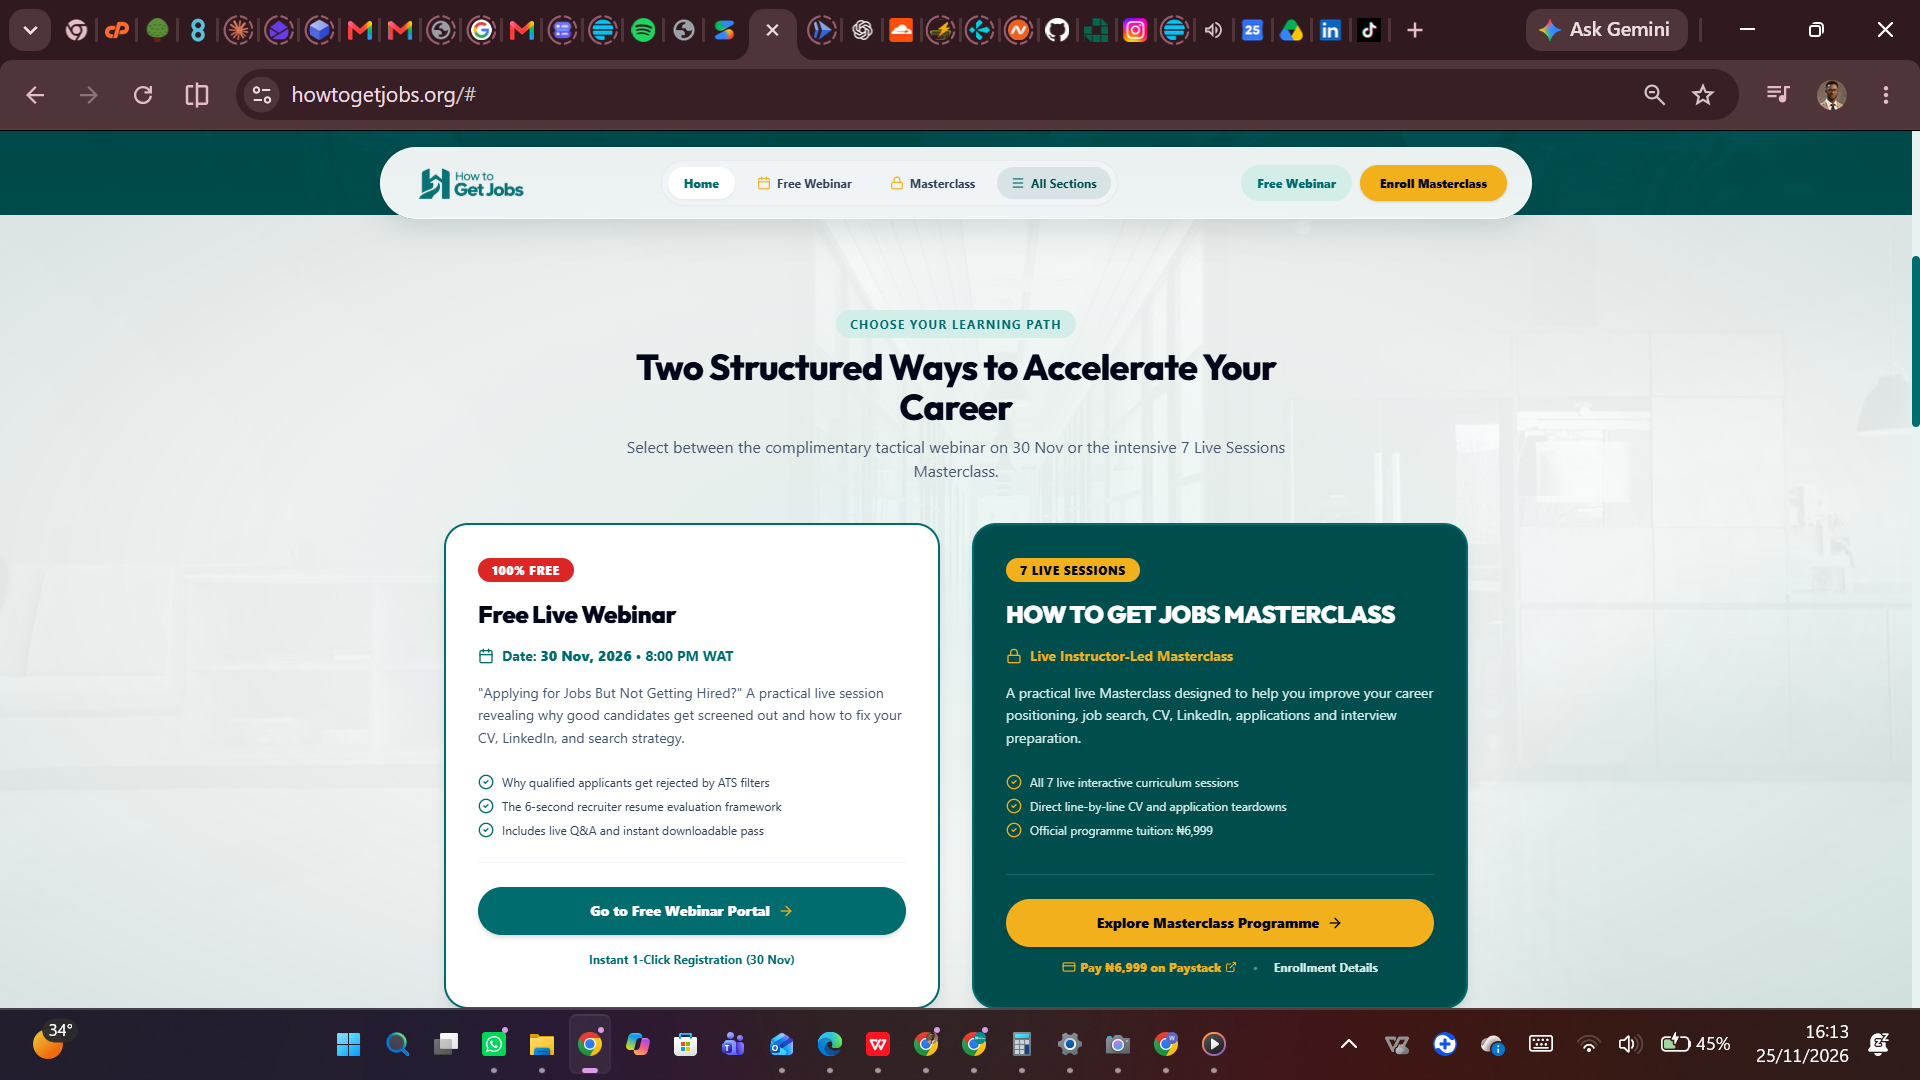 Ask Gemini
howtogetjobs.org/#
How to
Get Jobs
Home
Free Webinar
Masterclass
All Sections
Free Webinar
Enroll Masterclass
CHOOSE YOUR LEARNING PATH
Two Structured Ways to Accelerate Your
Career
Select between the complimentary tactical webinar on 30 Nov or the intensive 7 Live Sessions
Masterclass.
100% FREE
Free Live Webinar
Date: 30 Nov, 2026 • 8:00 PM WAT
"Applying for Jobs But Not Getting Hired?" A practical live session
revealing why good candidates get screened out and how to fix your
CV, LinkedIn, and search strategy.
Why qualified applicants get rejected by ATS filters
The 6-second recruiter resume evaluation framework
Includes live Q&A and instant downloadable pass
Go to Free Webinar Portal →
Instant 1-Click Registration (30 Nov)
7 LIVE SESSIONS
HOW TO GET JOBS MASTERCLASS
Live Instructor-Led Masterclass
A practical live Masterclass designed to help you improve your career
positioning, job search, CV, LinkedIn, applications and interview
preparation.
All 7 live interactive curriculum sessions
Direct line-by-line CV and application teardowns
Official programme tuition: ₦6,999
Explore Masterclass Programme →
Pay ₦6,999 on Paystack • Enrollment Details
34°
45%
16:13
25/11/2026